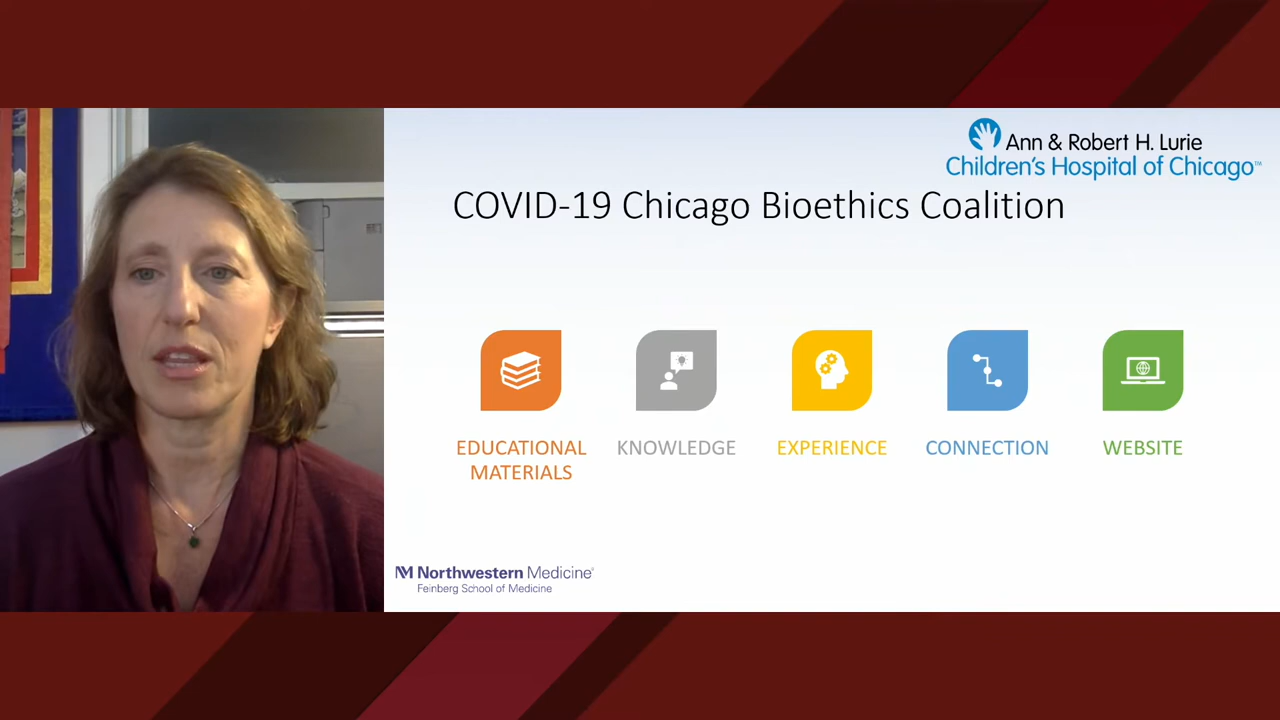 Ann & Robert H. Lurie
Children's Hospital of Chicago™
COVID-19 Chicago Bioethics Coalition
EDUCATIONAL
MATERIALS
KNOWLEDGE
EXPERIENCE
CONNECTION
WEBSITE
Northwestern Medicine®
Feinberg School of Medicine